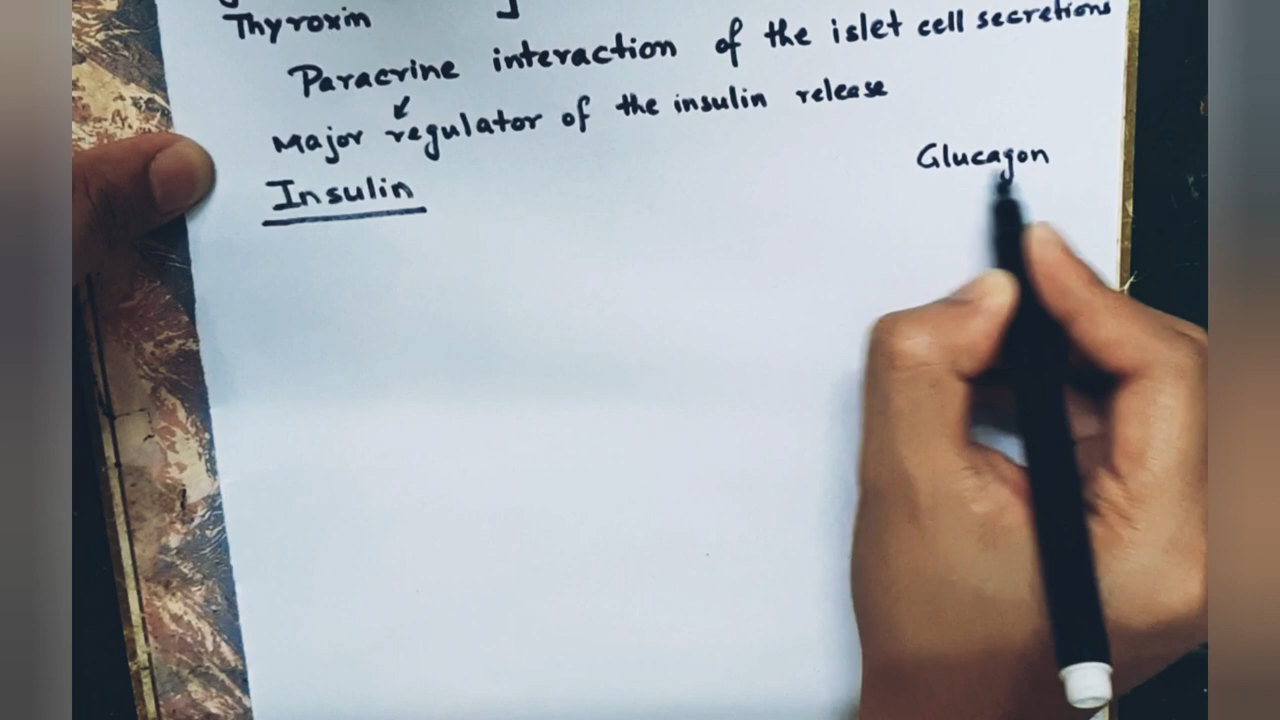 Thyroxin
Paracrine interaction of the islet cell secretions
Major regulator of the insulin release
Glucagon
Insulin